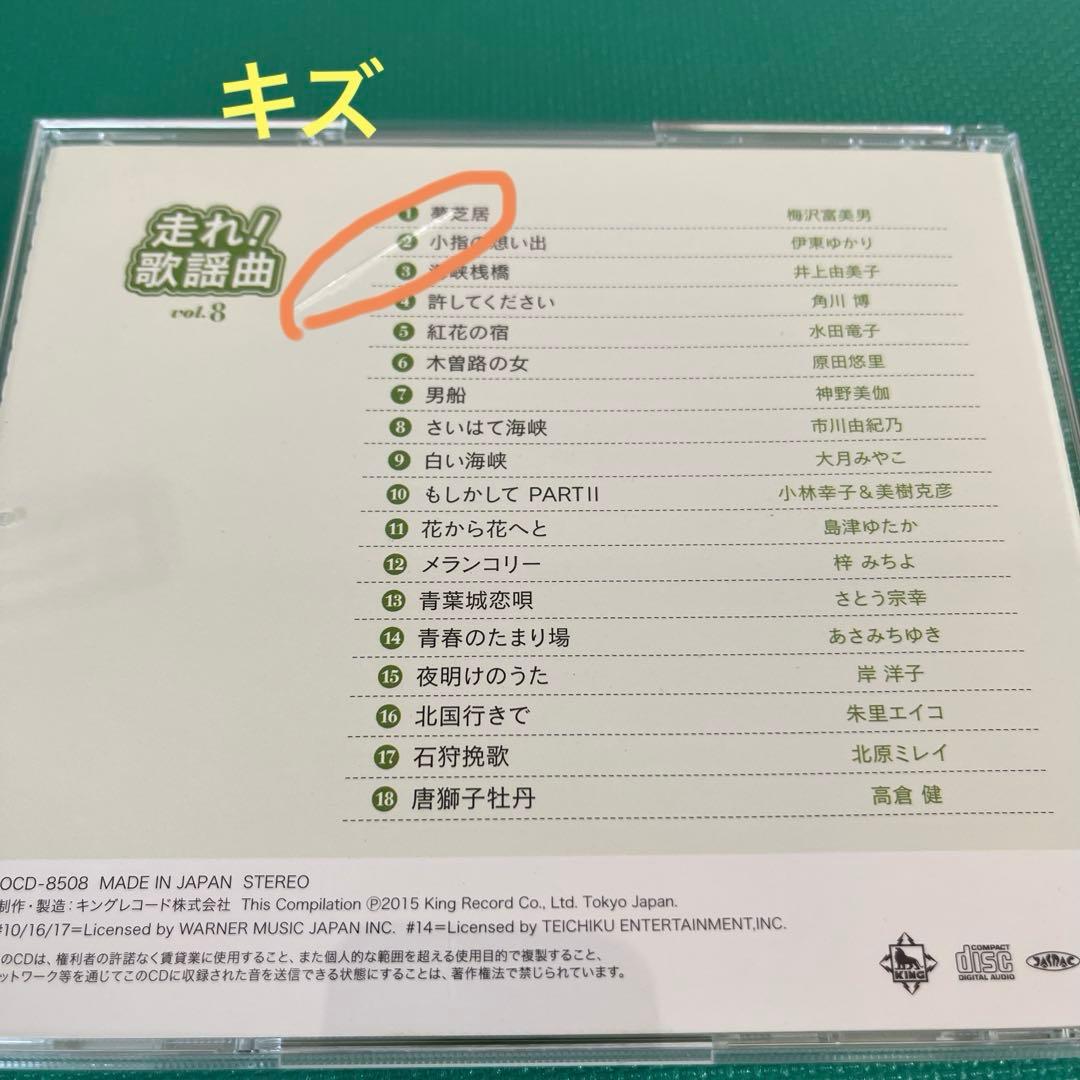 キズ
走れ!
歌謡曲
vol.8
1 夢芝居 梅沢富美男
2 小指の想い出 伊東ゆかり
3 海峡桟橋 井上由美子
4 許してください 角川 博
5 紅花の宿 水田竜子
6 木曽路の女 原田悠里
7 男船 神野美伽
8 さいはて海峡 市川由紀乃
9 白い海峡 大月みやこ
10 もしかして PARTII 小林幸子&美樹克彦
11 花から花へと 島津ゆたか
12 メランコリー 梓 みちよ
13 青葉城恋唄 さとう宗幸
14 青春のたまり場 あさみちゆき
15 夜明けのうた 岸 洋子
16 北国行きで 朱里エイコ
17 石狩挽歌 北原ミレイ
18 唐獅子牡丹 高倉 健
OCD-8508 MADE IN JAPAN STEREO
制作・製造:キングレコード株式会社 This Compilation ℗2015 King Record Co., Ltd. Tokyo Japan.
#10/16/17=Licensed by WARNER MUSIC JAPAN INC. #14=Licensed by TEICHIKU ENTERTAINMENT,INC.
のCDは、権利者の許諾なく賃貸業に使用すること、また個人的な範囲を超える使用目的で複製すること、
ットワーク等を通じてこのCDに収録された音を送信できる状態にすることは、著作権法で禁じられています。
KING
COMPACT
disc
DIGITAL AUDIO
JASRAC